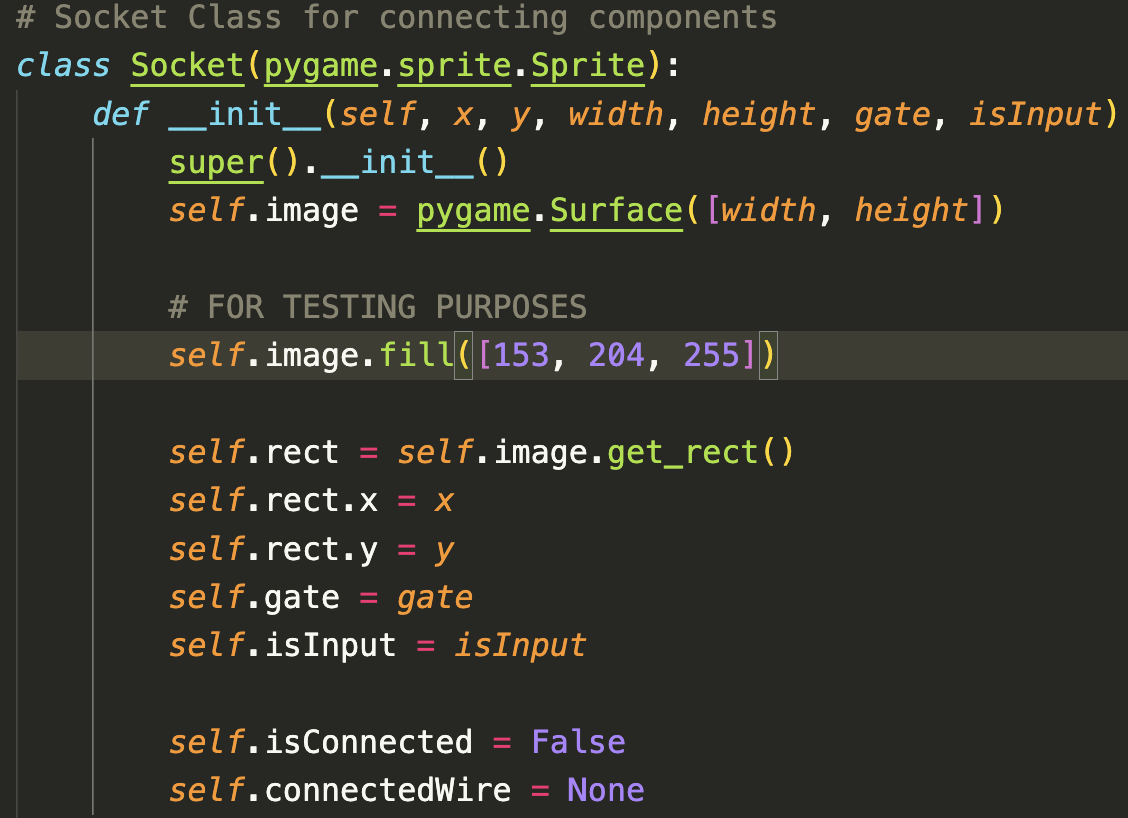 # Socket Class for connecting components
class Socket(pygame.sprite.Sprite):
def __init__(self, x, y, width, height, gate, isInput)
super().__init__()
self.image = pygame.Surface([width, height])
# FOR TESTING PURPOSES
self.image.fill([153, 204, 255])
self.rect = self.image.get_rect()
self.rect.x = x
self.rect.y = y
self.gate = gate
self.isInput = isInput
self.isConnected = False
self.connectedWire = None